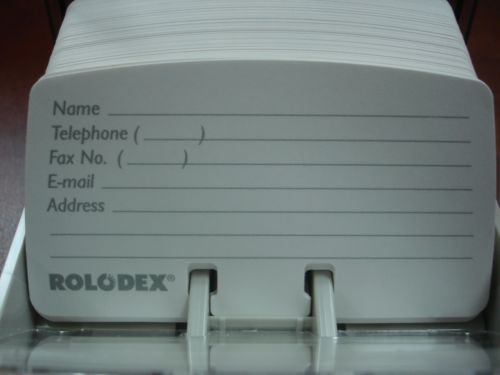 Name
Telephone (          )
Fax No. (          )
E-mail
Address
ROLODEX®